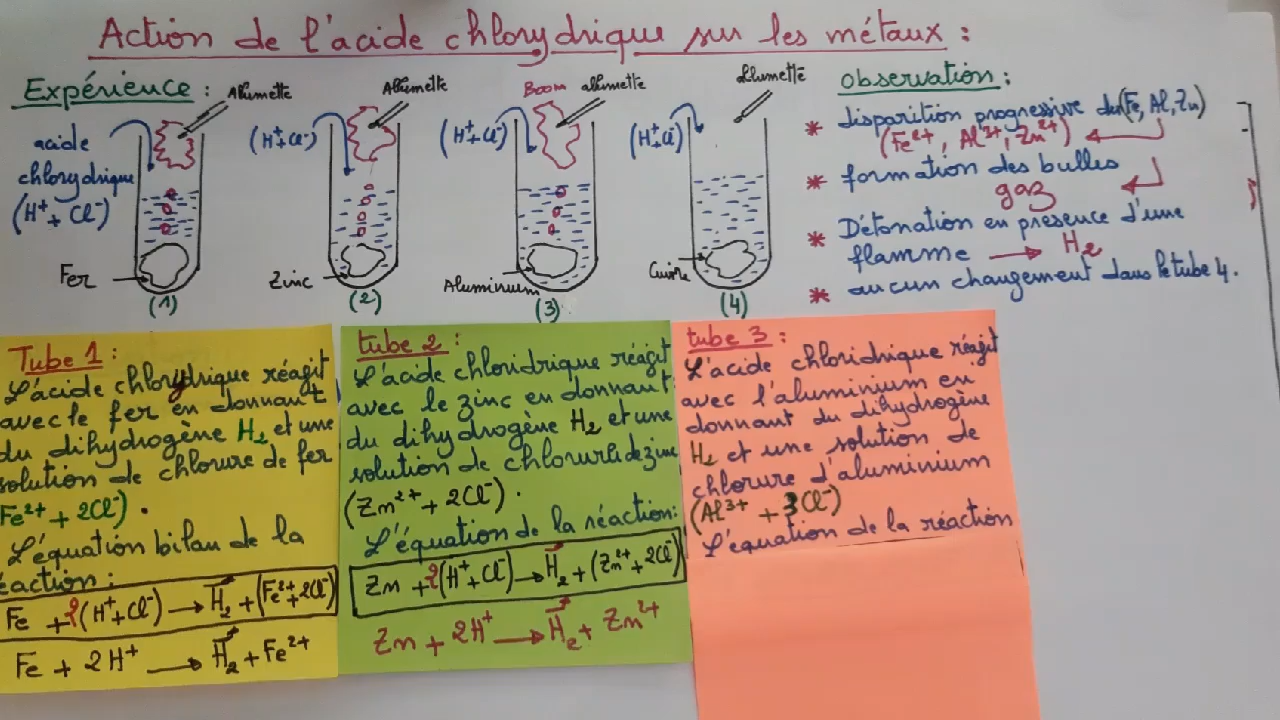 Action de l'acide chlorydrique sur les métaux :
Expérience :
Allumette
Allumette
Boom allumette
Allumette
acide
chlorydrique
(H⁺ + Cl⁻)
(H⁺+Cl⁻)
(H⁺+Cl⁻)
(H⁺+Cl⁻)
Fer
Zinc
Aluminium
Cuivre
(1)
(2)
(3)
(4)
Observation :
* disparition progressive du (Fe, Al, Zn)
(Fe²⁺, Al³⁺, Zn²⁺) ←
* formation des bulles
gaz ←
* Détonation en présence d'une
flamme → H₂
* aucun changement dans le tube 4.
Tube 1 :
L'acide chlorydrique réagit
avec le fer en donnant
du dihydrogène H₂ et une
solution de chlorure de fer
(Fe²⁺ + 2Cl⁻) .
L'équation bilan de la
réaction :
Fe + 2(H⁺+Cl⁻) → H₂ + (Fe²⁺+2Cl⁻)
Fe + 2H⁺ → H₂ + Fe²⁺
tube 2 :
L'acide chloridrique réagit
avec le zinc en donnant
du dihydrogène H₂ et une
solution de chlorure de zinc
(Zn²⁺ + 2Cl⁻) .
L'équation de la réaction :
Zn + 2(H⁺+Cl⁻) → H₂ + (Zn²⁺+2Cl⁻)
Zn + 2H⁺ → H₂ + Zn²⁺
tube 3 :
L'acide chloridrique réagit
avec l'aluminium en
donnant du dihydrogène
H₂ et une solution de
chlorure d'aluminium
(Al³⁺ + 3Cl⁻)
L'équation de la réaction